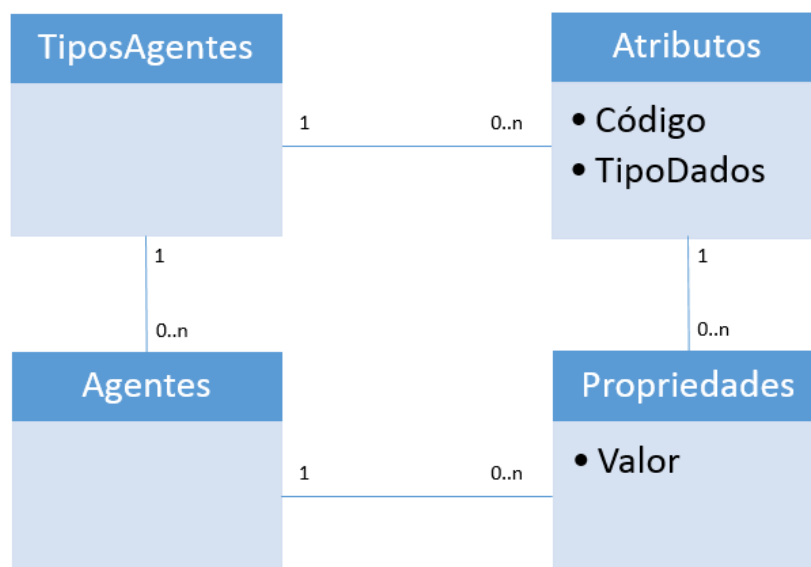 TiposAgentes
Atributos
• Código
• TipoDados
1
0..n
1
0..n
1
0..n
Agentes
Propriedades
• Valor
1
0..n